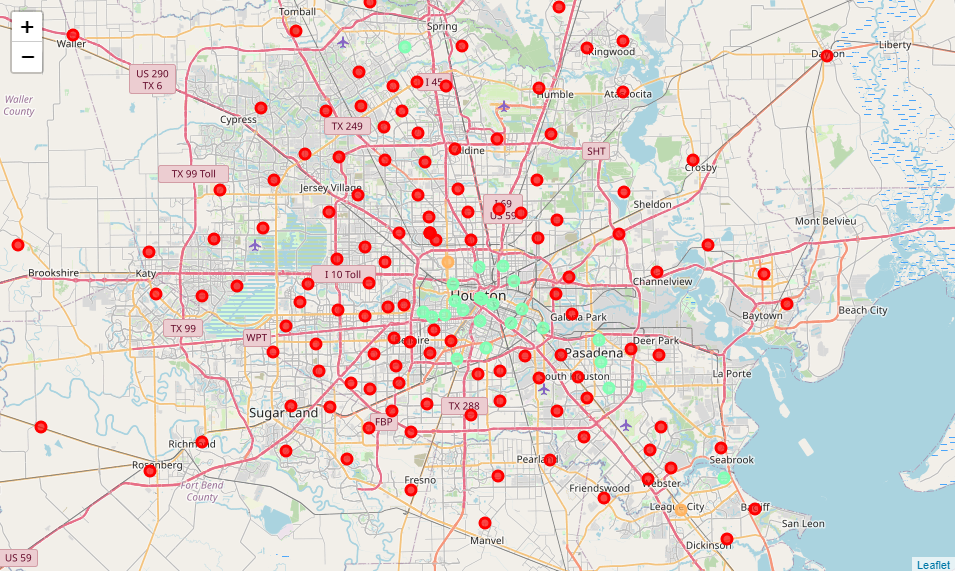 +
−
Tomball
Spring
Waller
Kingwood
Liberty
Dayton
US 290
TX 6
I 45
Waller
County
Humble
Atascocita
Cypress
TX 249
Aldine
SHT
TX 99 Toll
Crosby
Jersey Village
I 69
US 59
Sheldon
Mont Belvieu
Brookshire
Katy
I 10 Toll
Channelview
Houston
Galena Park
Baytown
Beach City
TX 99
WPT
Bellaire
Deer Park
Pasadena
La Porte
South Houston
Sugar Land
TX 288
FBP
Richmond
Rosenberg
Pearland
Seabrook
Fort Bend
County
Fresno
Friendswood
Webster
League City
Bacliff
San Leon
Manvel
Dickinson
US 59
Leaflet